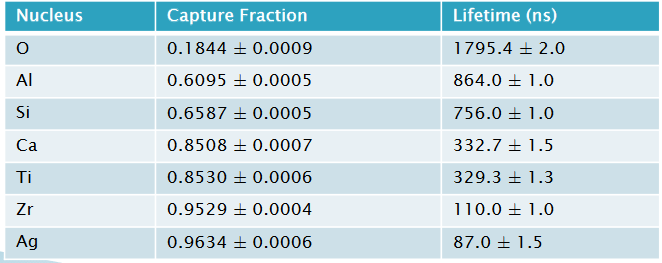 Nucleus Capture Fraction Lifetime (ns)
O 0.1844 ± 0.0009 1795.4 ± 2.0
Al 0.6095 ± 0.0005 864.0 ± 1.0
Si 0.6587 ± 0.0005 756.0 ± 1.0
Ca 0.8508 ± 0.0007 332.7 ± 1.5
Ti 0.8530 ± 0.0006 329.3 ± 1.3
Zr 0.9529 ± 0.0004 110.0 ± 1.0
Ag 0.9634 ± 0.0006 87.0 ± 1.5